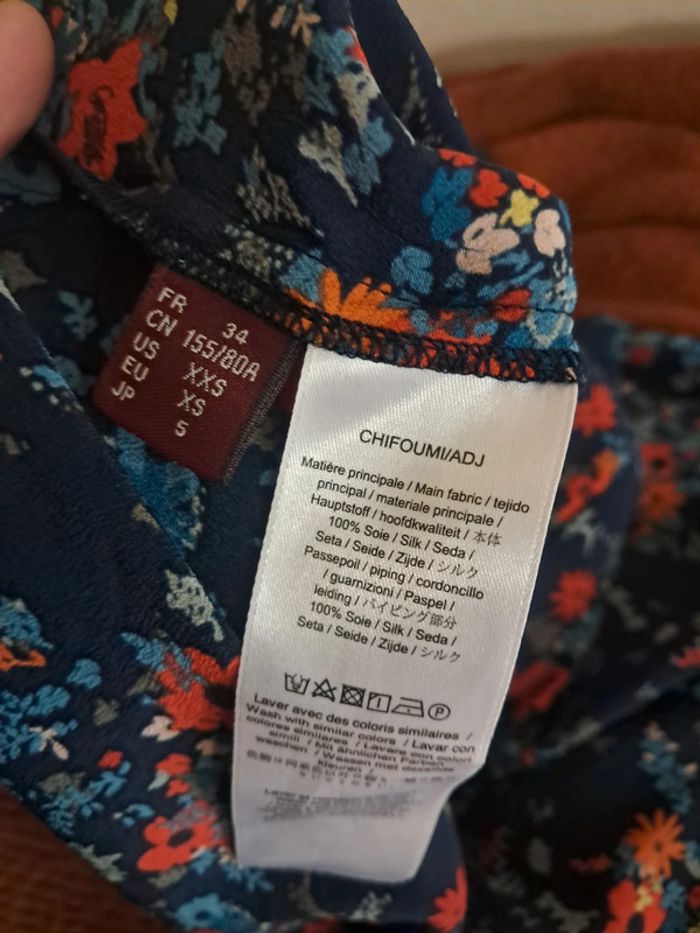 FR 34
CN 155/80A
US XXS
EU XS
JP 5
CHIFOUMI/ADJ
Matière principale / Main fabric / tejido
principal / materiale principale /
Hauptstoff / hoofdkwaliteit / 本体
100% Soie / Silk / Seda /
Seta / Seide / Zijde / シルク
Passepoil / piping / cordoncillo
/ guarnizioni / Paspel /
leiding / パイピング部分
100% Soie / Silk / Seda /
Seta / Seide / Zijde / シルク
P
Laver avec des coloris similaires /
Wash with similar colors / Lavar con
colores similares / Lavare con colori
simili / Mit ähnlichen Farben
waschen / Wassen met dezelfde
kleuren /